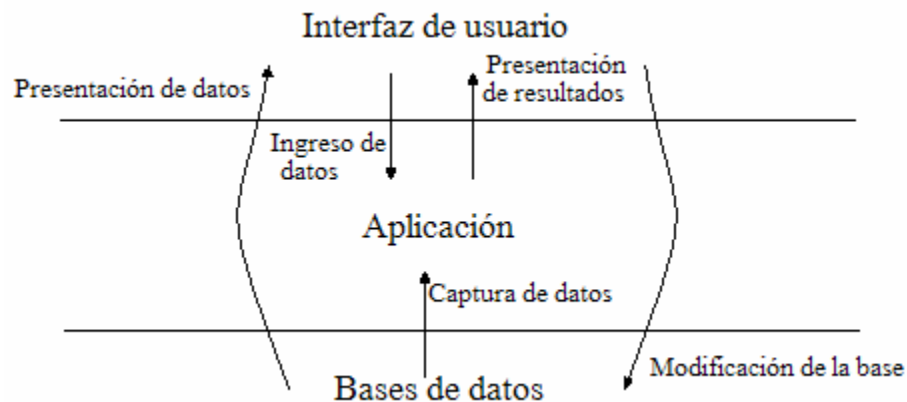 Interfaz de usuario
Presentación de datos
Presentación
de resultados
Ingreso de
datos
Aplicación
Captura de datos
Modificación de la base
Bases de datos